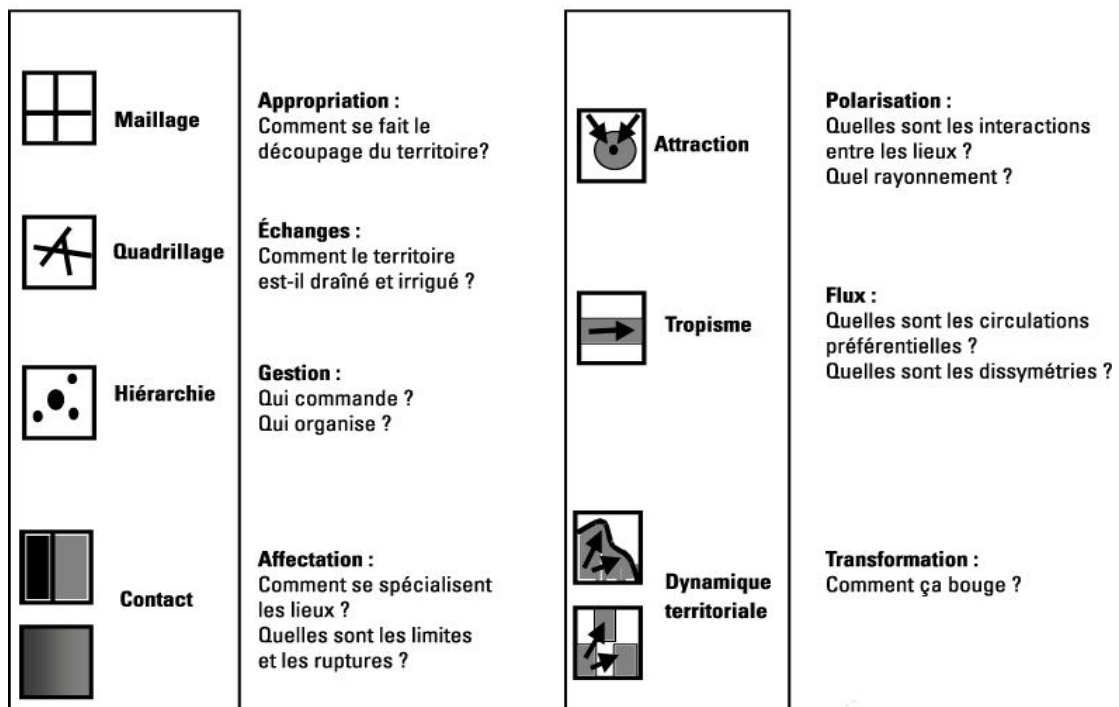 Maillage
Appropriation :
Comment se fait le
découpage du territoire?
Quadrillage
Échanges :
Comment le territoire
est-il draîné et irrigué ?
Hiérarchie
Gestion :
Qui commande ?
Qui organise ?
Contact
Affectation :
Comment se spécialisent
les lieux ?
Quelles sont les limites
et les ruptures ?
Attraction
Polarisation :
Quelles sont les interactions
entre les lieux ?
Quel rayonnement ?
Tropisme
Flux :
Quelles sont les circulations
préférentielles ?
Quelles sont les dissymétries ?
Dynamique
territoriale
Transformation :
Comment ça bouge ?